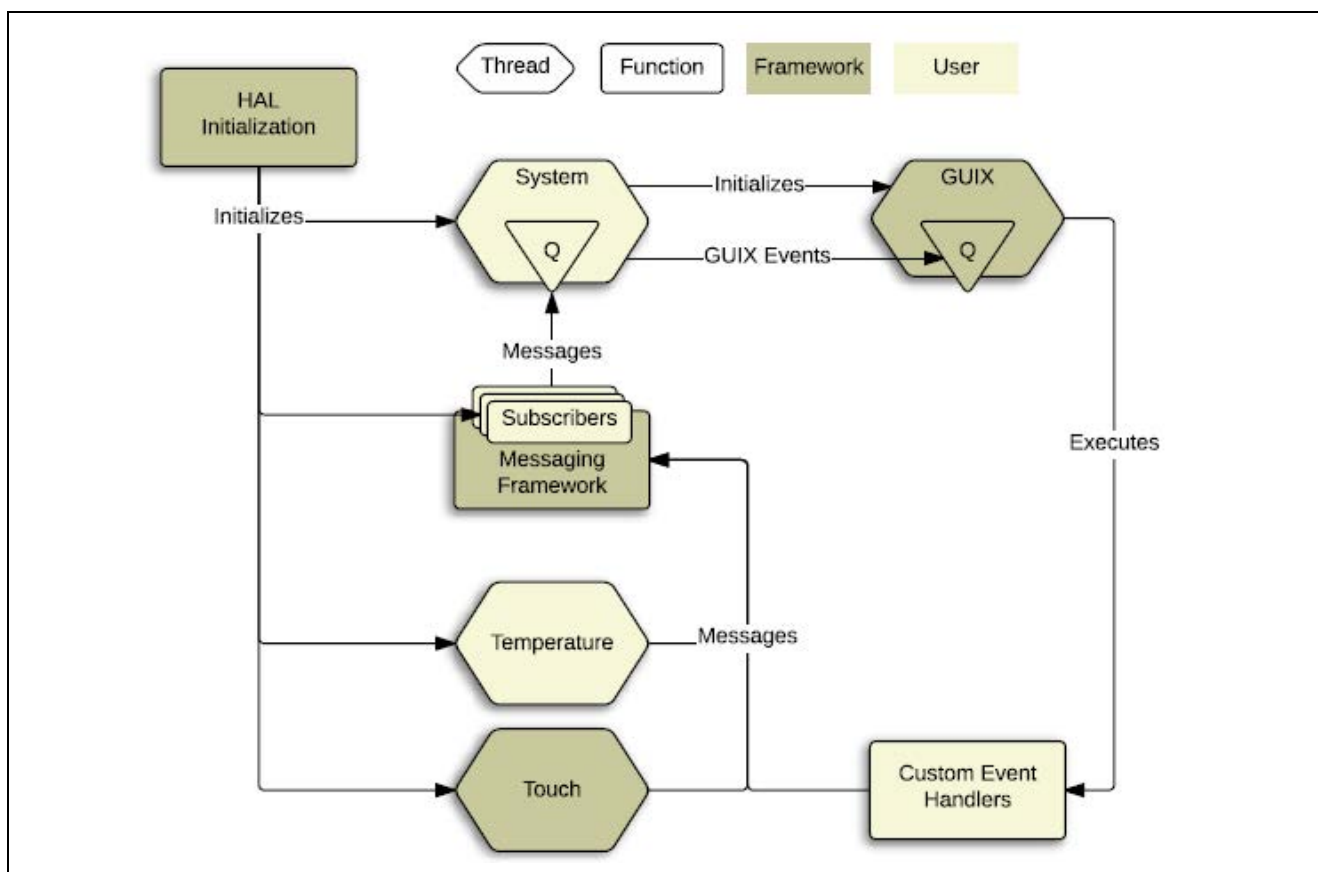 Thread
Function
Framework
User
HAL
Initialization
System
Initializes
GUIX
Initializes
Q
GUIX Events
Q
Messages
Subscribers
Messaging
Framework
Executes
Temperature
Messages
Touch
Custom Event
Handlers